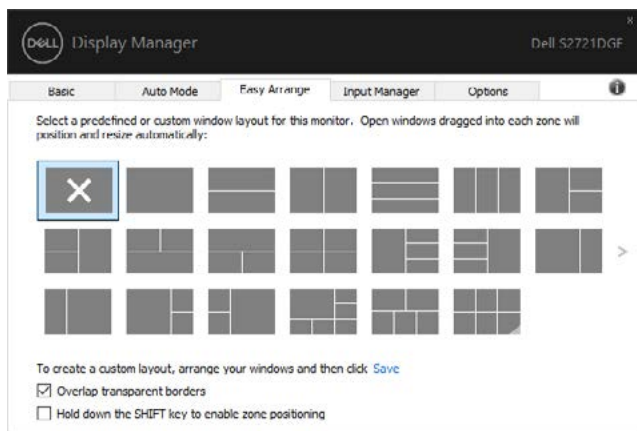 DELL Display Manager
Dell S2721DGF
Basic Auto Mode Easy Arrange Input Manager Options
Select a predefined or custom window layout for this monitor. Open windows dragged into each zone will
position and resize automatically:
To create a custom layout, arrange your windows and then click Save
Overlap transparent borders
Hold down the SHIFT key to enable zone positioning